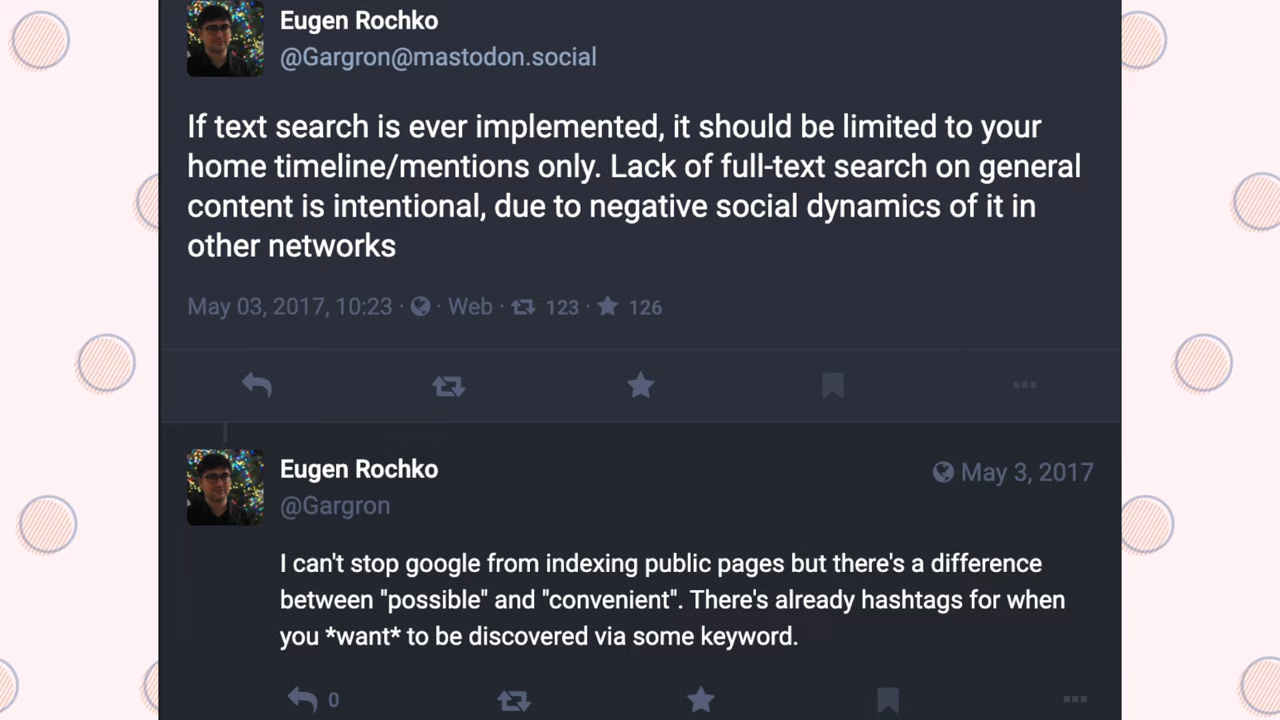 Eugen Rochko
@Gargron@mastodon.social
If text search is ever implemented, it should be limited to your
home timeline/mentions only. Lack of full-text search on general
content is intentional, due to negative social dynamics of it in
other networks
May 03, 2017, 10:23 · Web · 123 · 126
Eugen Rochko
May 3, 2017
@Gargron
I can't stop google from indexing public pages but there's a difference
between "possible" and "convenient". There's already hashtags for when
you *want* to be discovered via some keyword.
0